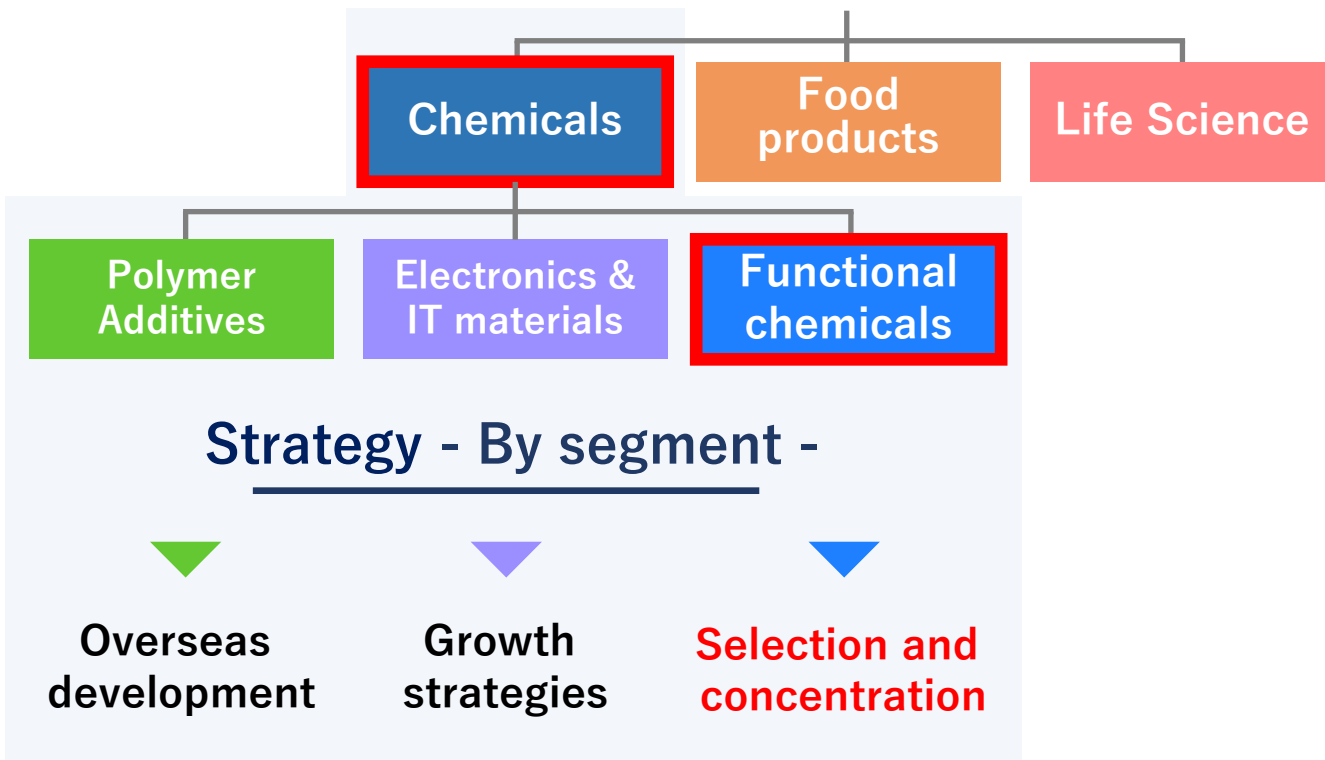 Chemicals
Food
products
Life Science
Polymer
Additives
Electronics &
IT materials
Functional
chemicals
Strategy - By segment -
Overseas
development
Growth
strategies
Selection and
concentration